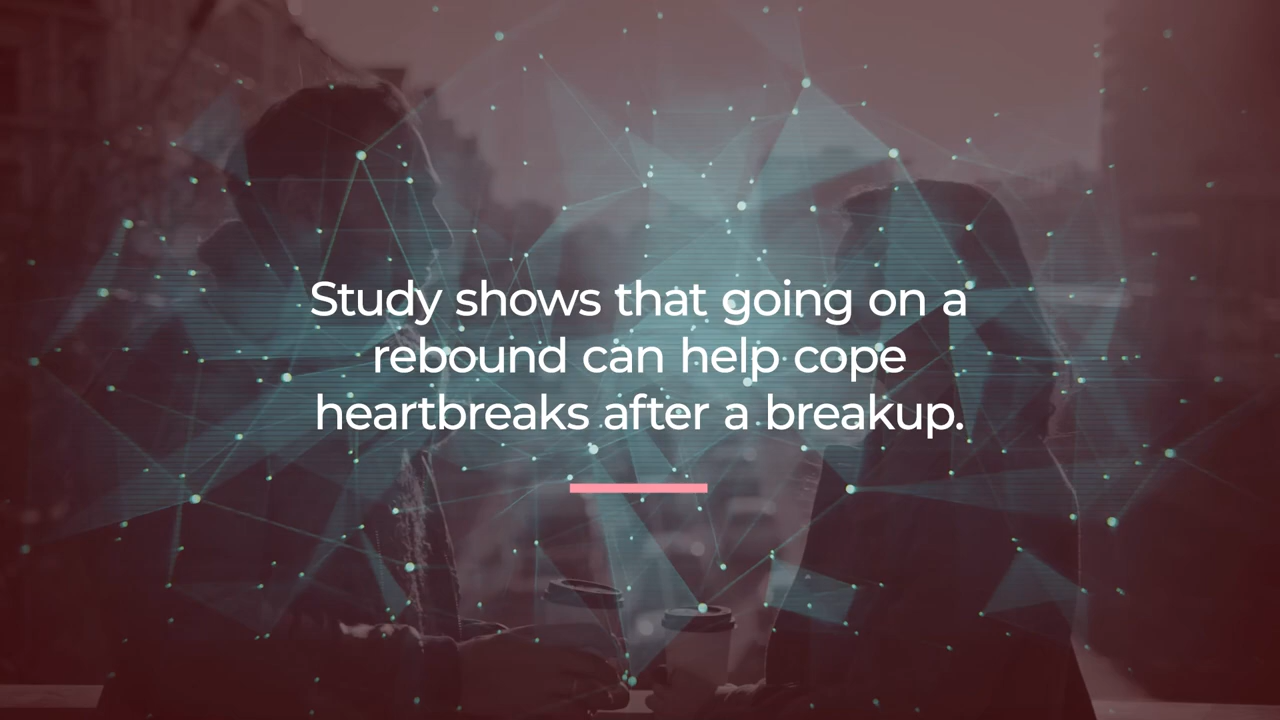 Study shows that going on a
rebound can help cope
heartbreaks after a breakup.